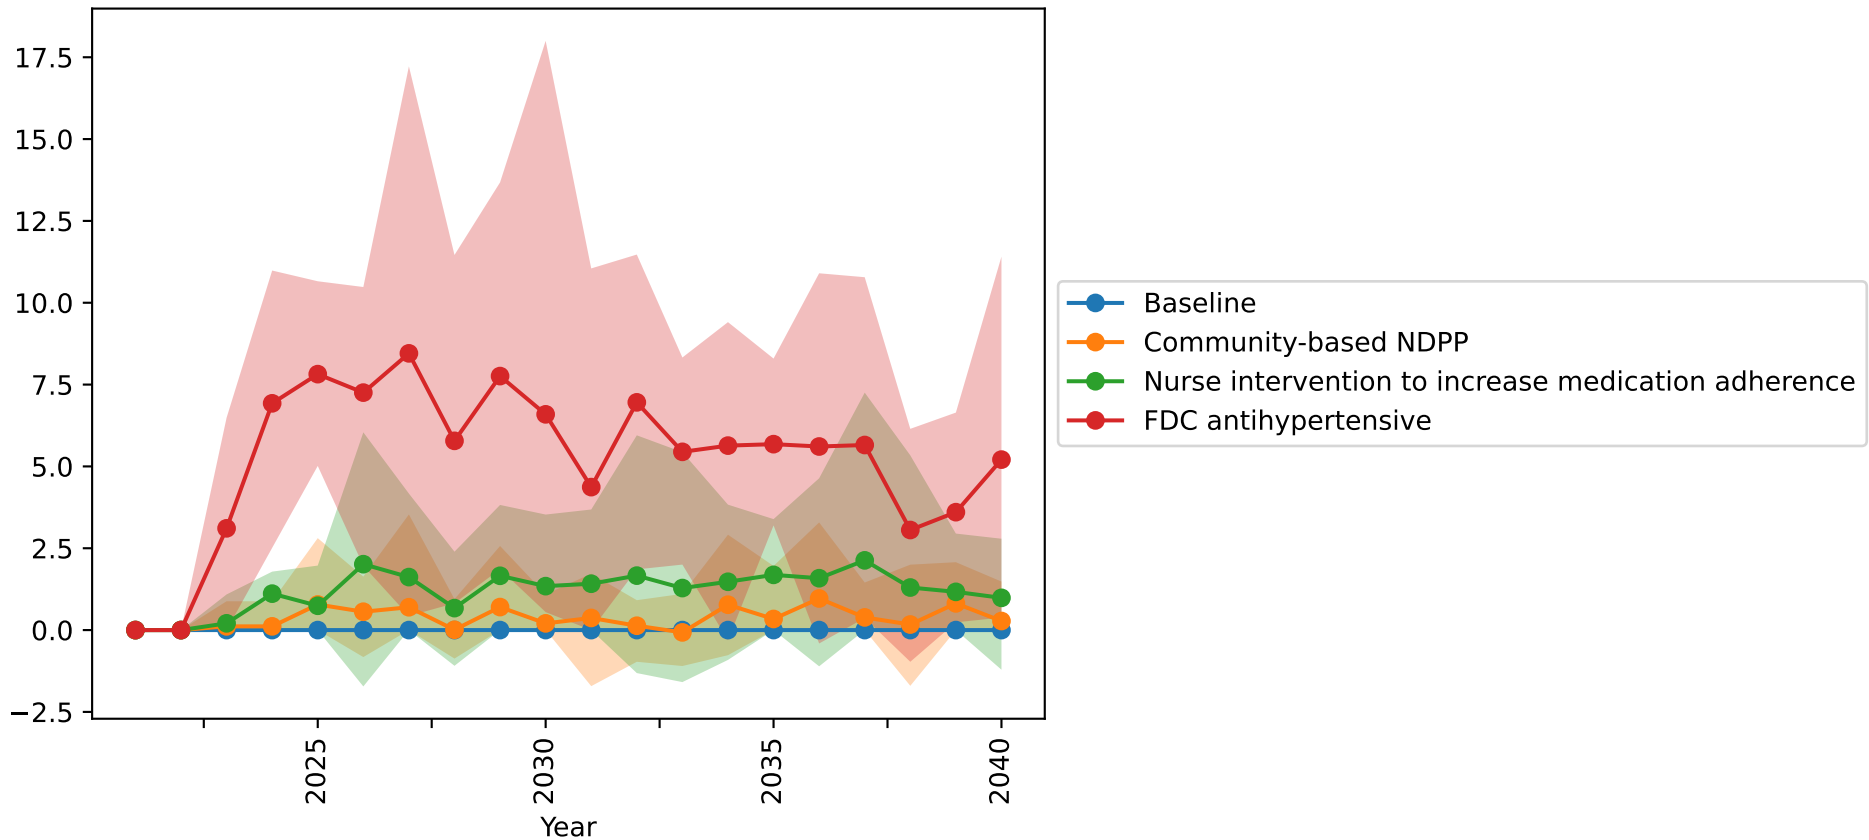 17.5
15.0
12.5
10.0
7.5
5.0
2.5
0.0
−2.5
2025
2030
2035
2040
Year
Baseline
Community-based NDPP
Nurse intervention to increase medication adherence
FDC antihypertensive